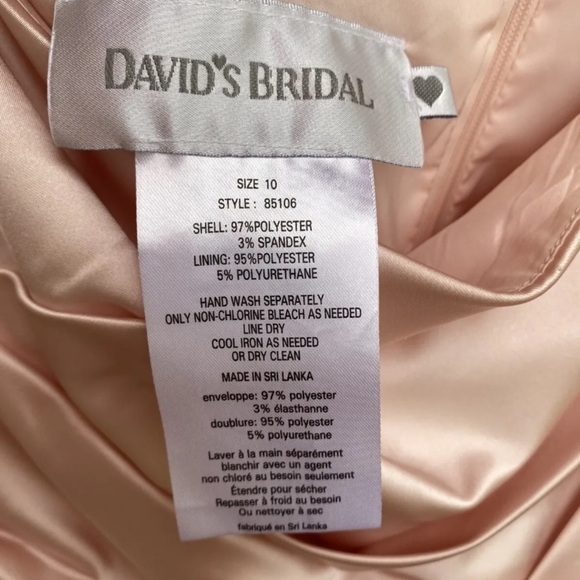 DAVID'S BRIDAL
SIZE 10
STYLE : 85106
SHELL: 97%POLYESTER
3% SPANDEX
LINING: 95%POLYESTER
5% POLYURETHANE
HAND WASH SEPARATELY
ONLY NON-CHLORINE BLEACH AS NEEDED
LINE DRY
COOL IRON AS NEEDED
OR DRY CLEAN
MADE IN SRI LANKA
enveloppe: 97% polyester
3% élasthanne
doublure: 95% polyester
5% polyurethane
Laver à la main séparément
blanchir avec un agent
non chloré au besoin seulement
Étendre pour sécher
Repasser à froid au besoin
Ou nettoyer à sec
fabriqué en Sri Lanka